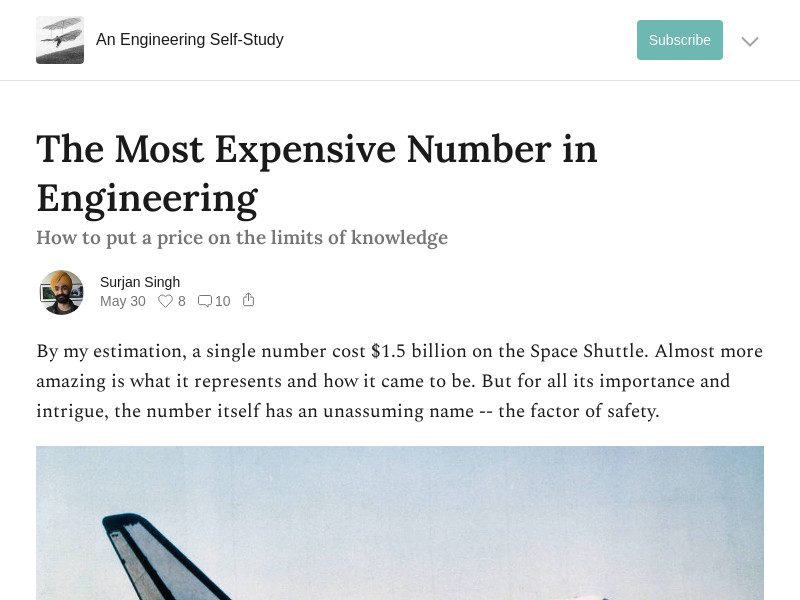 An Engineering Self-Study
Subscribe
The Most Expensive Number in
Engineering
How to put a price on the limits of knowledge
Surjan Singh
May 30 8 10
By my estimation, a single number cost $1.5 billion on the Space Shuttle. Almost more
amazing is what it represents and how it came to be. But for all its importance and
intrigue, the number itself has an unassuming name -- the factor of safety.